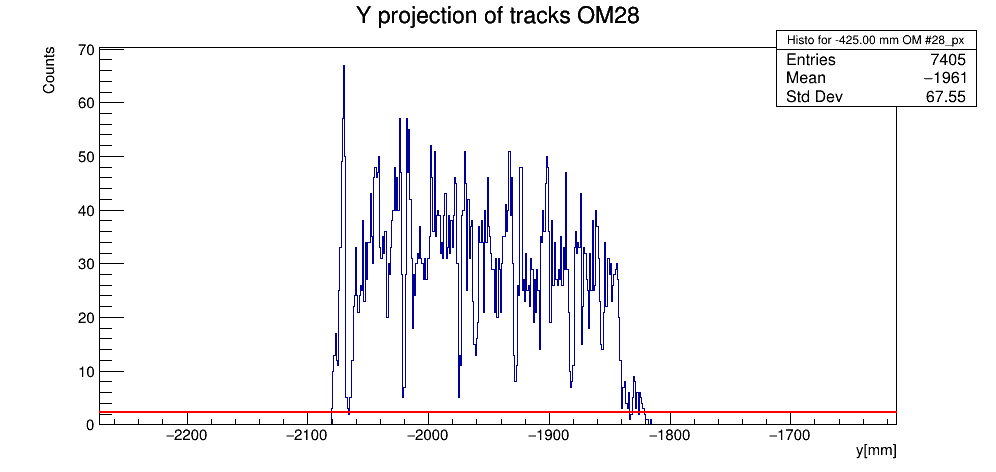 Y projection of tracks OM28
Histo for -425.00 mm OM #28_px
Entries 7405
Mean −1961
Std Dev 67.55
Counts
70
60
50
40
30
20
10
0
−2200 −2100 −2000 −1900 −1800 −1700
y[mm]